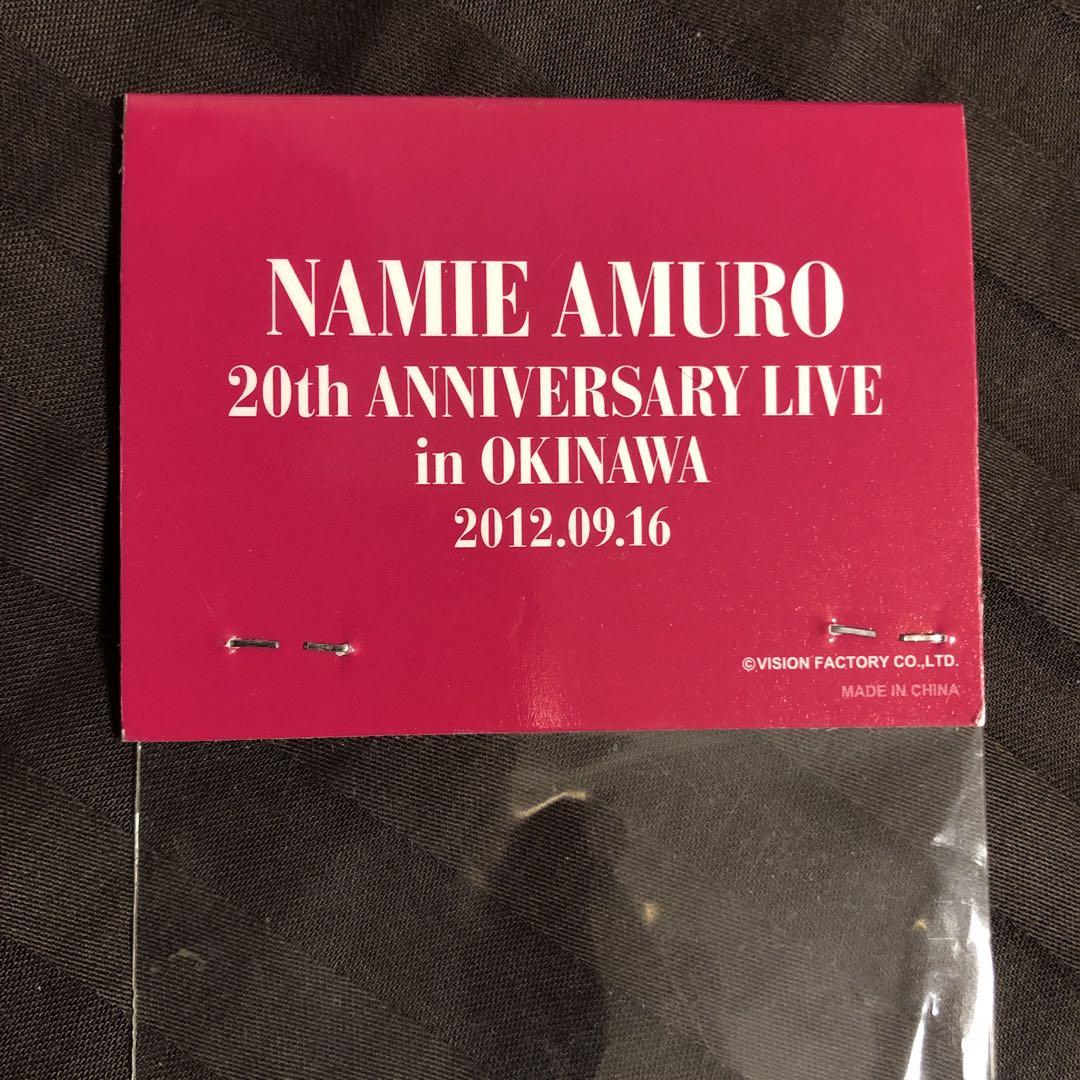 NAMIE AMURO
20th ANNIVERSARY LIVE
in OKINAWA
2012.09.16
©VISION FACTORY CO.,LTD.
MADE IN CHINA